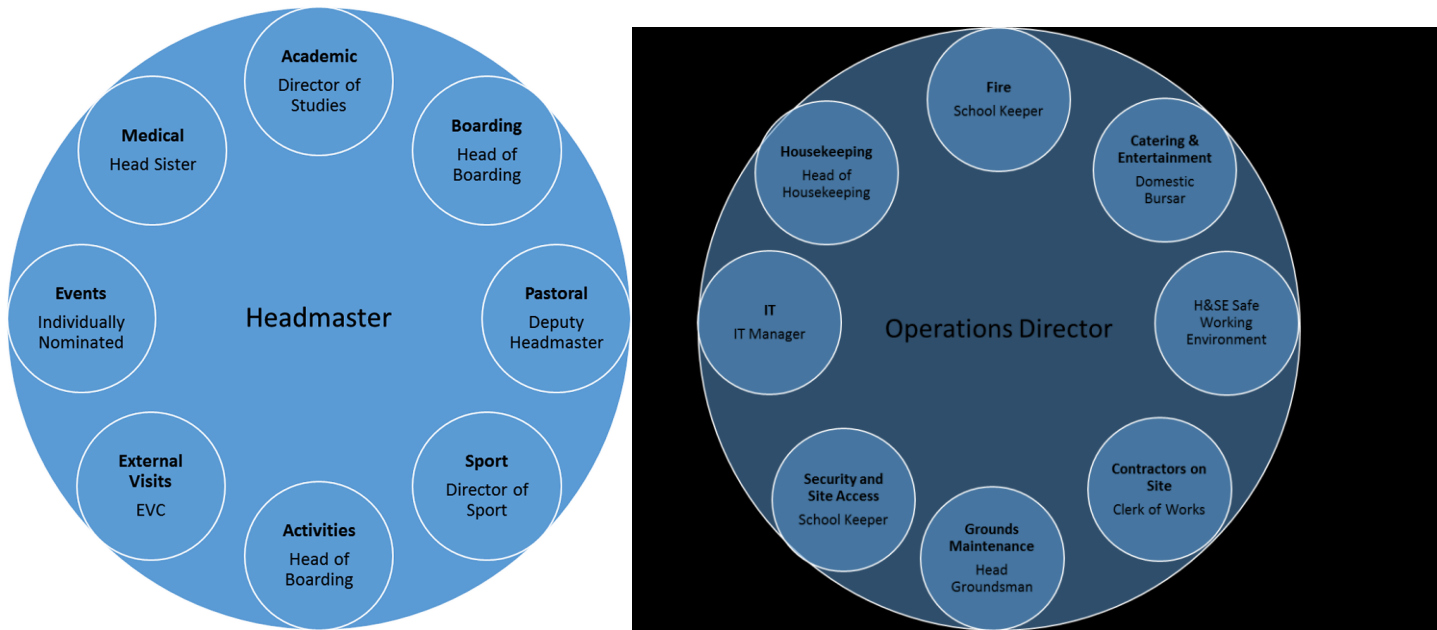 Academic
Director of
Studies
Boarding
Head of
Boarding
Pastoral
Deputy
Headmaster
Sport
Director of
Sport
Activities
Head of
Boarding
External
Visits
EVC
Events
Individually
Nominated
Medical
Head Sister
Headmaster
Fire
School Keeper
Catering &
Entertainment
Domestic
Bursar
H&SE Safe
Working
Environment
Contractors on
Site
Clerk of Works
Grounds
Maintenance
Head
Groundsman
Security and
Site Access
School Keeper
IT
IT Manager
Housekeeping
Head of
Housekeeping
Operations Director